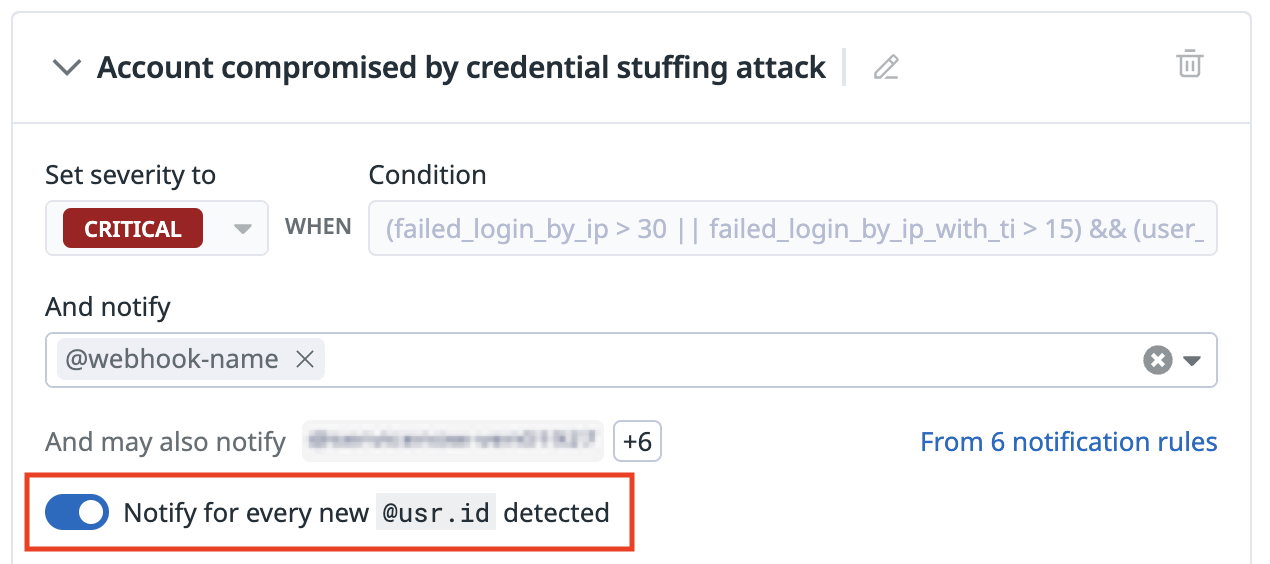 Account compromised by credential stuffing attack
Set severity to
Condition
CRITICAL
WHEN
(failed_login_by_ip > 30 || failed_login_by_ip_with_ti > 15) && (user_
And notify
@webhook-name
And may also notify
+6
From 6 notification rules
Notify for every new @usr.id detected